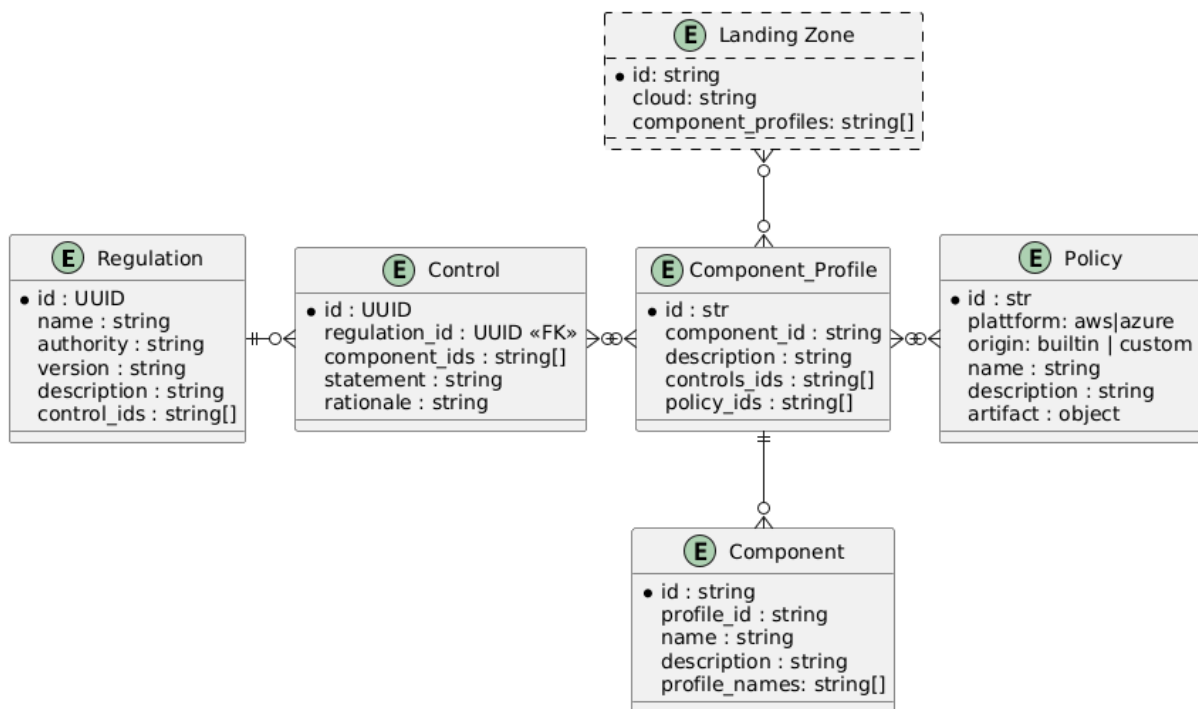 E Landing Zone
id: string
cloud: string
component_profiles: string[]
E Regulation
id : UUID
name : string
authority : string
version : string
description : string
control_ids : string[]
E Control
id : UUID
regulation_id : UUID «FK»
component_ids : string[]
statement : string
rationale : string
E Component_Profile
id : str
component_id : string
description : string
controls_ids : string[]
policy_ids : string[]
E Policy
id : str
plattform: aws|azure
origin: builtin | custom
name : string
description : string
artifact : object
E Component
id : string
profile_id : string
name : string
description : string
profile_names: string[]